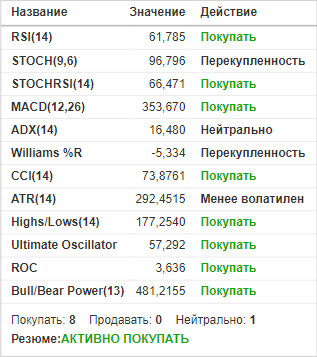 Название Значение Действие
RSI(14) 61,785 Покупать
STOCH(9,6) 96,796 Перекупленность
STOCHRSI(14) 66,471 Покупать
MACD(12,26) 353,670 Покупать
ADX(14) 16,480 Нейтрально
Williams %R -5,334 Перекупленность
CCI(14) 73,8761 Покупать
ATR(14) 292,4515 Менее волатилен
Highs/Lows(14) 177,2540 Покупать
Ultimate Oscillator 57,292 Покупать
ROC 3,636 Покупать
Bull/Bear Power(13) 481,2155 Покупать
Покупать: 8 Продавать: 0 Нейтрально: 1
Резюме:АКТИВНО ПОКУПАТЬ